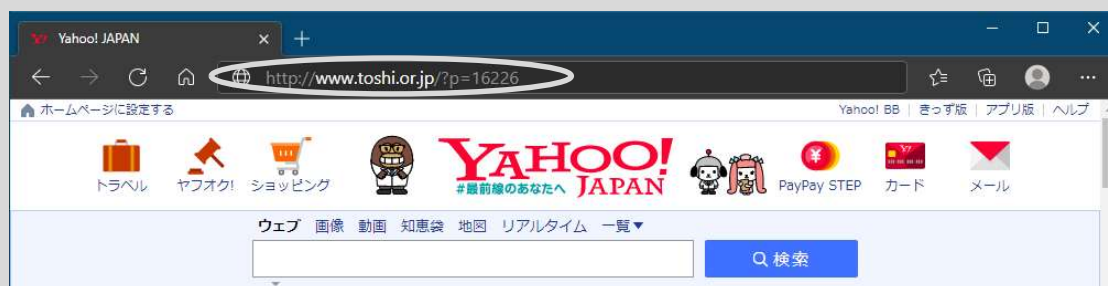 Yahoo! JAPAN
http://www.toshi.or.jp/?p=16226
ホームページに設定する
Yahoo! BB | きっず版 | アプリ版 | ヘルプ
トラベル ヤフオク! ショッピング
YAHOO! JAPAN
#最前線のあなたへ
PayPay STEP カード メール
ウェブ 画像 動画 知恵袋 地図 リアルタイム 一覧▼
検索